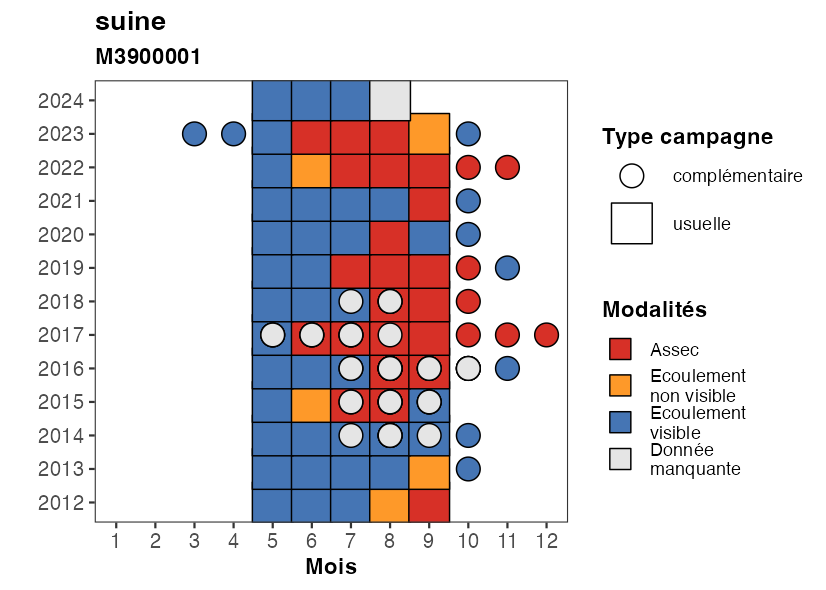 suine
M3900001
2024
2023
2022
2021
2020
2019
2018
2017
2016
2015
2014
2013
2012
1 2 3 4 5 6 7 8 9 10 11 12
Mois
Type campagne
complémentaire
usuelle
Modalités
Assec
Ecoulement
non visible
Ecoulement
visible
Donnée
manquante